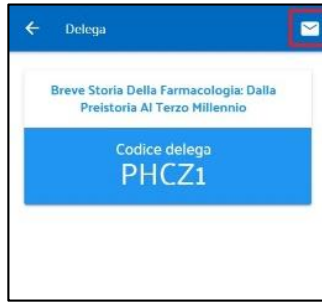 Delega
Breve Storia Della Farmacologia: Dalla
Preistoria Al Terzo Millennio
Codice delega
PHCZ1